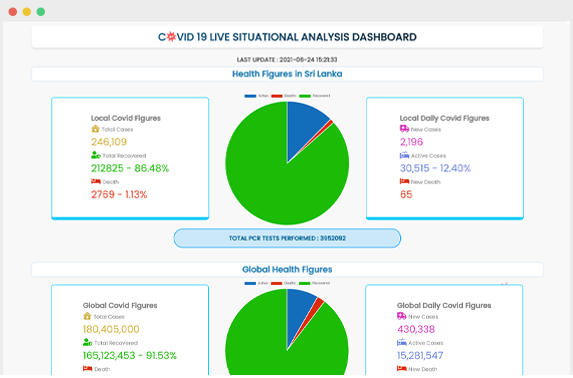 COVID 19 LIVE SITUATIONAL ANALYSIS DASHBOARD
LAST UPDATE : 2021-06-24 15:21:33
Health Figures in Sri Lanka
Active Deaths Recovered
Local Covid Figures
Total Cases
246,109
Total Recovered
212825 - 86.48%
Death
2769 - 1.13%
Local Daily Covid Figures
New Cases
2,196
Active Cases
30,515 - 12.40%
New Death
65
TOTAL PCR TESTS PERFORMED : 3952092
Global Health Figures
Active Deaths Recovered
Global Covid Figures
Total Cases
180,405,000
Total Recovered
165,123,453 - 91.53%
Death
Global Daily Covid Figures
New Cases
430,338
Active Cases
15,281,547
New Death